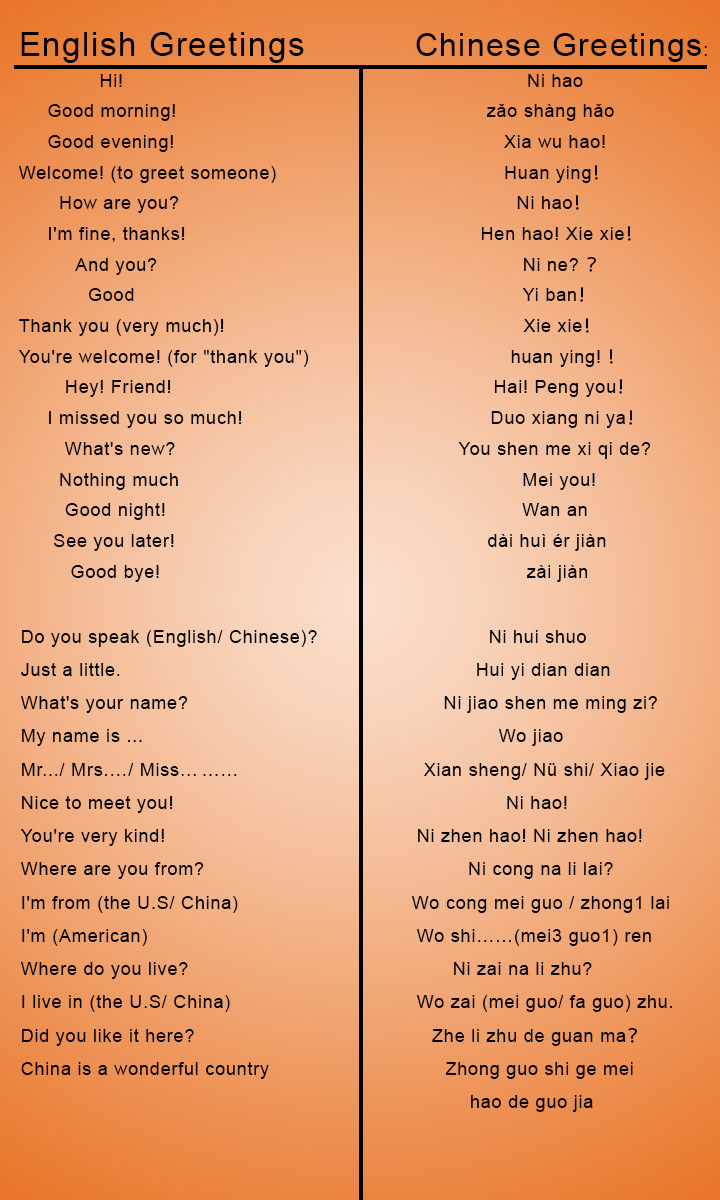 English Greetings Chinese Greetings:
Hi! Ni hao
Good morning! zăo shàng hăo
Good evening! Xia wu hao!
Welcome! (to greet someone) Huan ying！
How are you? Ni hao！
I'm fine, thanks! Hen hao! Xie xie！
And you? Ni ne? ？
Good Yi ban！
Thank you (very much)! Xie xie！
You're welcome! (for "thank you") huan ying! ！
Hey! Friend! Hai! Peng you！
I missed you so much! Duo xiang ni ya！
What's new? You shen me xi qi de?
Nothing much Mei you!
Good night! Wan an
See you later! dài huì ér jiàn
Good bye! zài jiàn
Do you speak (English/ Chinese)? Ni hui shuo
Just a little. Hui yi dian dian
What's your name? Ni jiao shen me ming zi?
My name is ... Wo jiao
Mr.../ Mrs..../ Miss... ...... Xian sheng/ Nü shi/ Xiao jie
Nice to meet you! Ni hao!
You're very kind! Ni zhen hao! Ni zhen hao!
Where are you from? Ni cong na li lai?
I'm from (the U.S/ China) Wo cong mei guo / zhong1 lai
I'm (American) Wo shi......(mei3 guo1) ren
Where do you live? Ni zai na li zhu?
I live in (the U.S/ China) Wo zai (mei guo/ fa guo) zhu.
Did you like it here? Zhe li zhu de guan ma？
China is a wonderful country Zhong guo shi ge mei
hao de guo jia